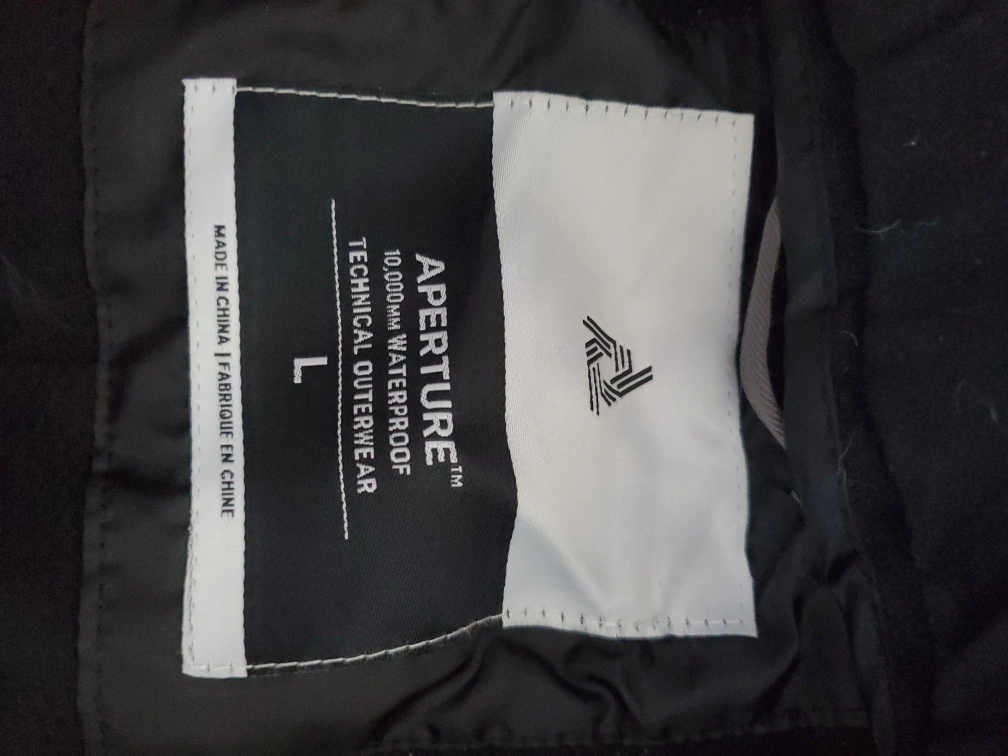 APERTURE™
10,000MM WATERPROOF
TECHNICAL OUTERWEAR
L
MADE IN CHINA | FABRIQUE EN CHINE